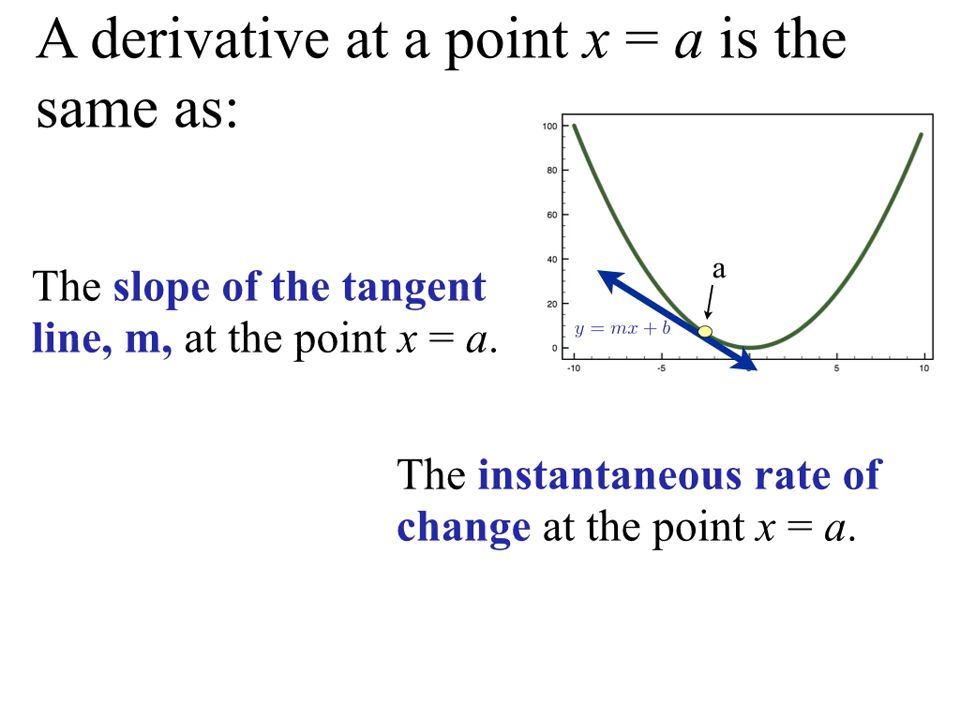 A derivative at a point x = a is the
same as:
100
80
60
40
20
0
-10
-5
5
10
a
y = mx + b
The slope of the tangent
line, m, at the point x = a.
The instantaneous rate of
change at the point x = a.